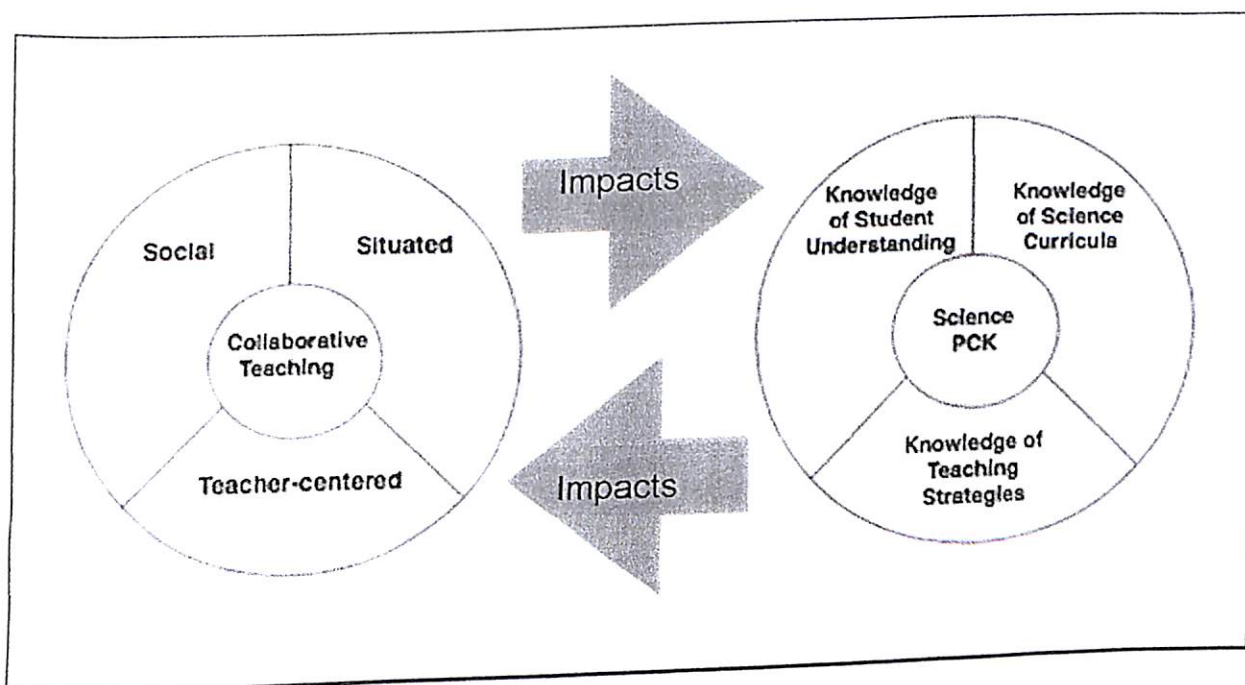 Social
Situated
Collaborative
Teaching
Teacher-centered
Impacts
Impacts
Knowledge
of Student
Understanding
Knowledge
of Science
Curricula
Science
PCK
Knowledge of
Teaching
Strategies